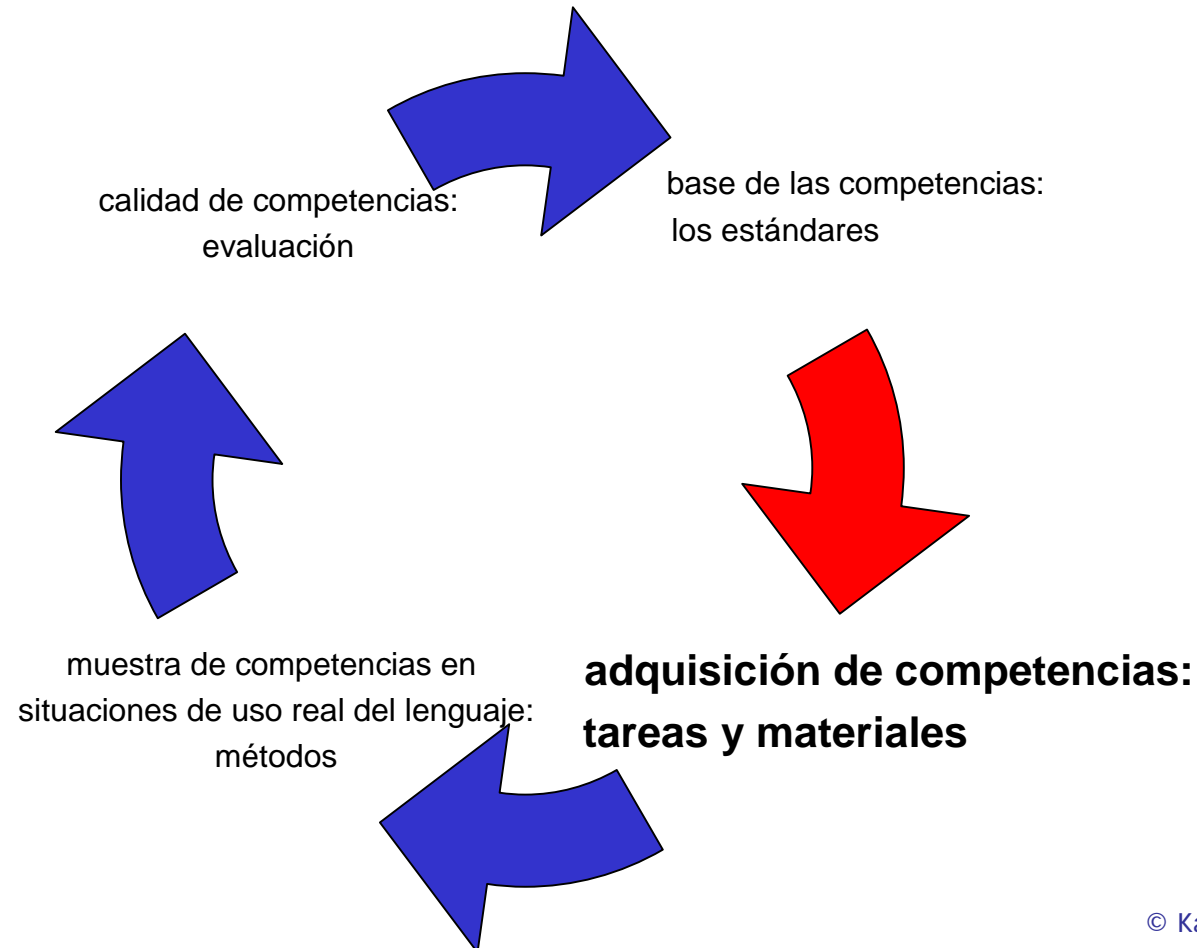 calidad de competencias:
evaluación
base de las competencias:
los estándares
adquisición de competencias:
tareas y materiales
muestra de competencias en
situaciones de uso real del lenguaje:
métodos
©